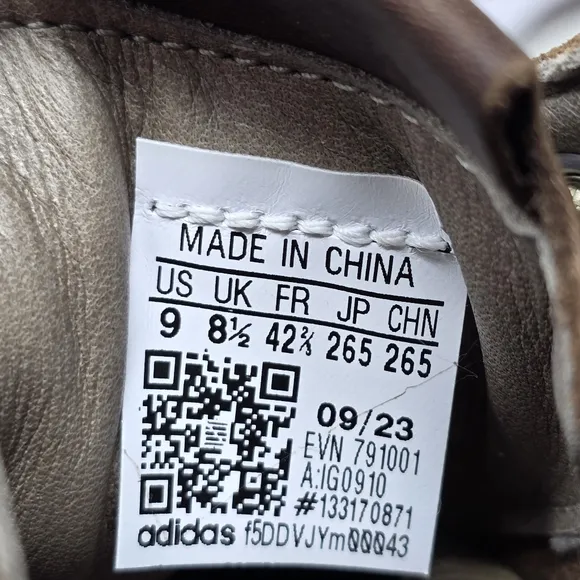 MADE IN CHINA
US UK FR JP CHN
9 8½ 42⅔ 265 265
09/23
EVN 791001
A:IG0910
#133170871
adidas f5DDVJYm00043